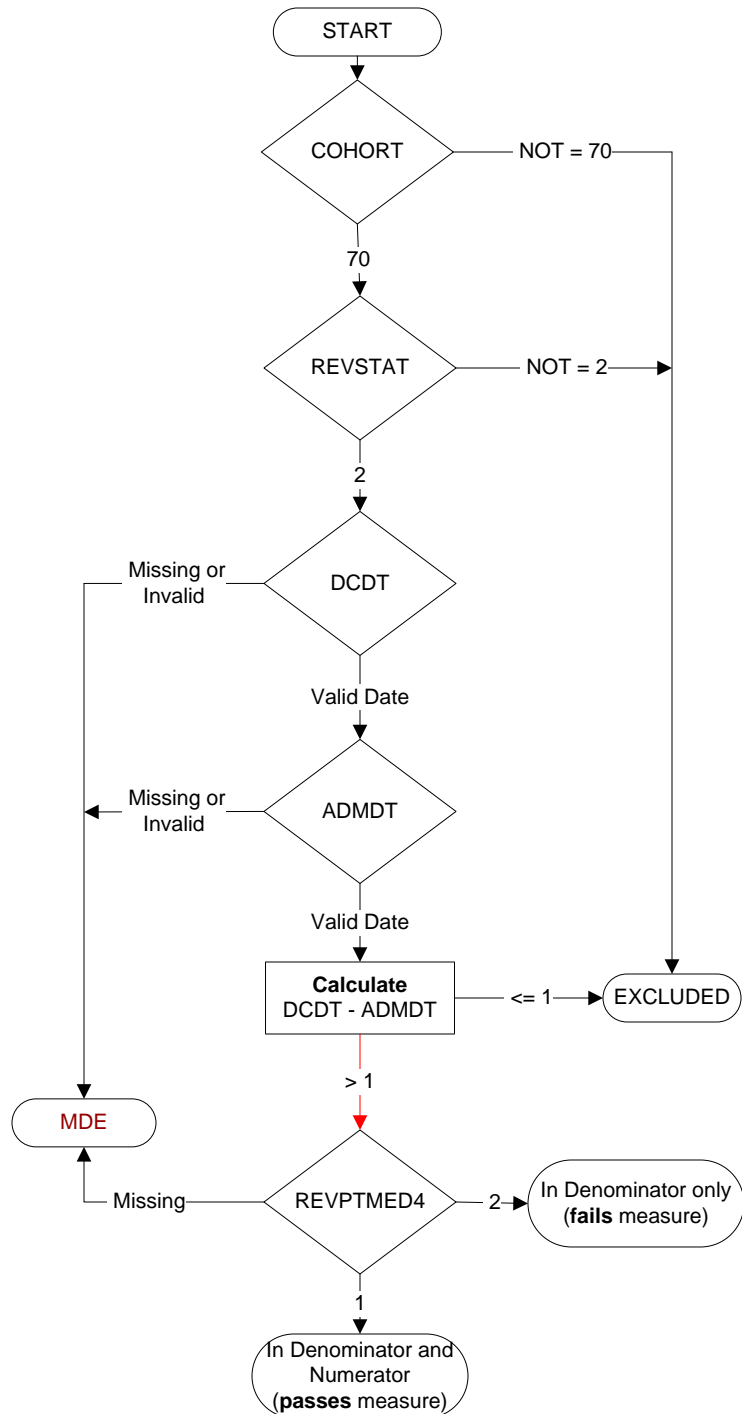 START
COHORT
NOT = 70
70
REVSTAT
NOT = 2
2
Missing or
Invalid
DCDT
Valid Date
Missing or
Invalid
ADMDT
Valid Date
Calculate
DCDT - ADMDT
<= 1
EXCLUDED
> 1
MDE
Missing
REVPTMED4
2
In Denominator only
(fails measure)
1
In Denominator and
Numerator
(passes measure)